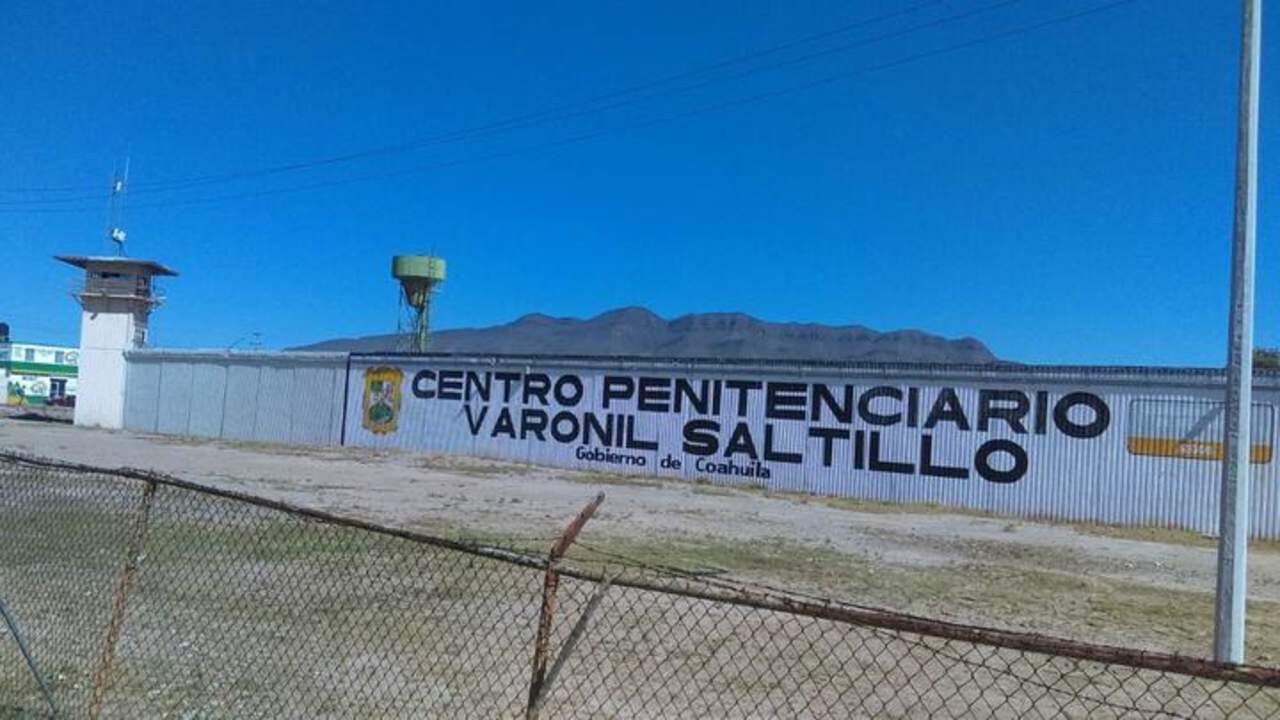 CENTRO PENITENCIARIO
VARONIL SALTILLO
Gobierno de Coahuila